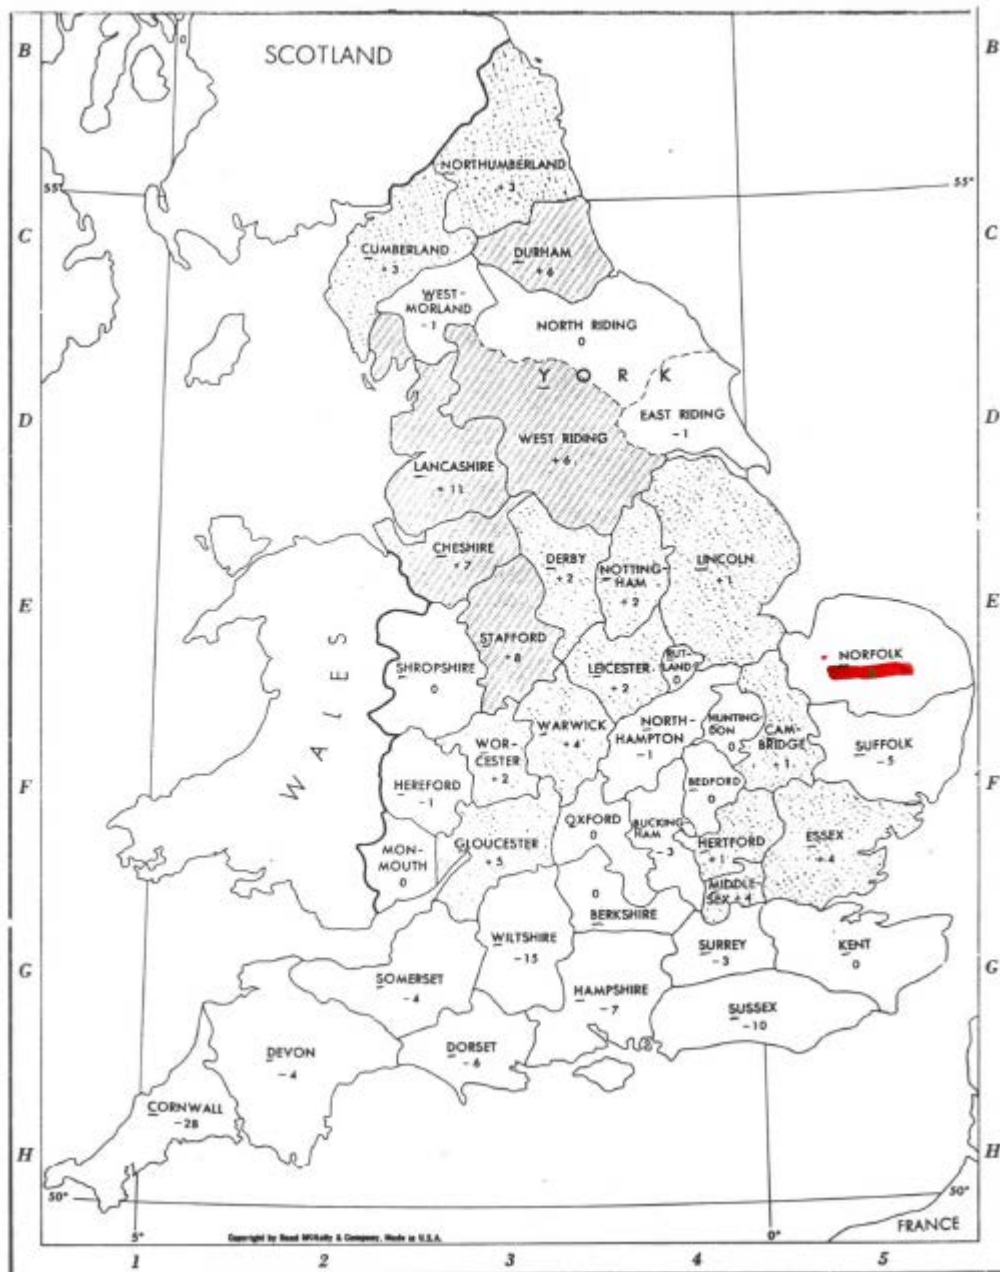 B
B
SCOTLAND
NORTHUMBERLAND
+3
55°
55°
C
C
CUMBERLAND
+3
DURHAM
+6
WEST-
MORLAND
-1
NORTH RIDING
0
YORK
D
D
EAST RIDING
-1
WEST RIDING
+6
LANCASHIRE
+11
CHESHIRE
+7
DERBY
+2
NOTTING-
HAM
+2
LINCOLN
+1
E
E
WALES
SHROPSHIRE
0
STAFFORD
+8
LEICESTER
+2
RUT-
LAND
0
NORFOLK
WARWICK
+4
NORTH-
HAMPTON
-1
HUNTING-
DON
0
CAM-
BRIDGE
+1
SUFFOLK
-5
WOR-
CESTER
+2
F
F
HEREFORD
-1
BEDFORD
0
OXFORD
0
BUCKING-
HAM
-3
HERTFORD
+1
ESSEX
+4
GLOUCESTER
+5
MON-
MOUTH
0
MIDDLE-
SEX +4
0
BERKSHIRE
WILTSHIRE
-15
SURREY
-3
KENT
0
G
G
SOMERSET
-4
HAMPSHIRE
-7
SUSSEX
-10
DEVON
-4
DORSET
-6
CORNWALL
-28
H
H
50°
50°
FRANCE
5°
Copyright by Rand McNally & Company, Made in U.S.A.
0°
1
2
3
4
5